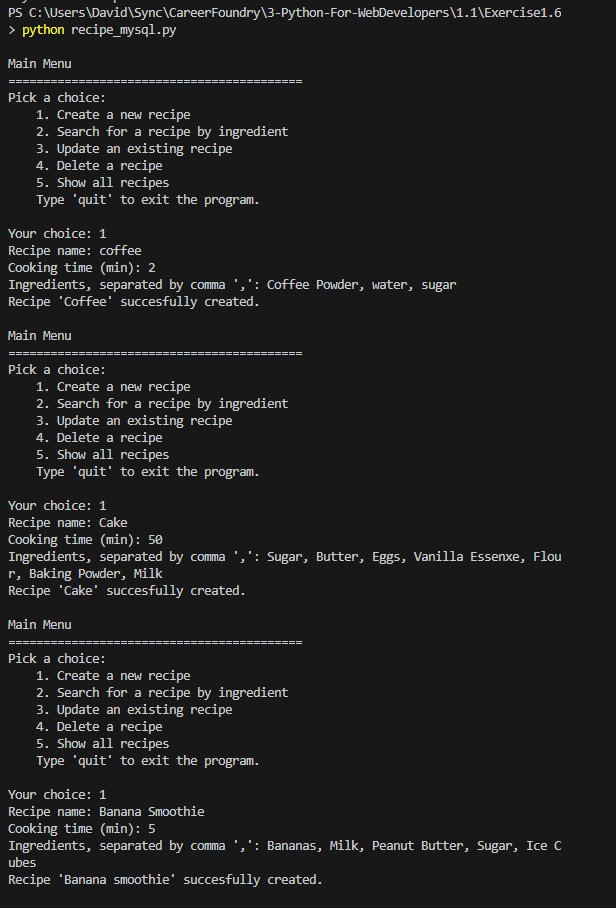 PS C:\Users\David\Sync\CareerFoundry\3-Python-For-WebDevelopers\1.1\Exercise1.6
> python recipe_mysql.py
Main Menu
==========================================
Pick a choice:
    1. Create a new recipe
    2. Search for a recipe by ingredient
    3. Update an existing recipe
    4. Delete a recipe
    5. Show all recipes
    Type 'quit' to exit the program.
Your choice: 1
Recipe name: coffee
Cooking time (min): 2
Ingredients, separated by comma ',': Coffee Powder, water, sugar
Recipe 'Coffee' succesfully created.
Main Menu
==========================================
Pick a choice:
    1. Create a new recipe
    2. Search for a recipe by ingredient
    3. Update an existing recipe
    4. Delete a recipe
    5. Show all recipes
    Type 'quit' to exit the program.
Your choice: 1
Recipe name: Cake
Cooking time (min): 50
Ingredients, separated by comma ',': Sugar, Butter, Eggs, Vanilla Essenxe, Flou
r, Baking Powder, Milk
Recipe 'Cake' succesfully created.
Main Menu
==========================================
Pick a choice:
    1. Create a new recipe
    2. Search for a recipe by ingredient
    3. Update an existing recipe
    4. Delete a recipe
    5. Show all recipes
    Type 'quit' to exit the program.
Your choice: 1
Recipe name: Banana Smoothie
Cooking time (min): 5
Ingredients, separated by comma ',': Bananas, Milk, Peanut Butter, Sugar, Ice C
ubes
Recipe 'Banana smoothie' succesfully created.